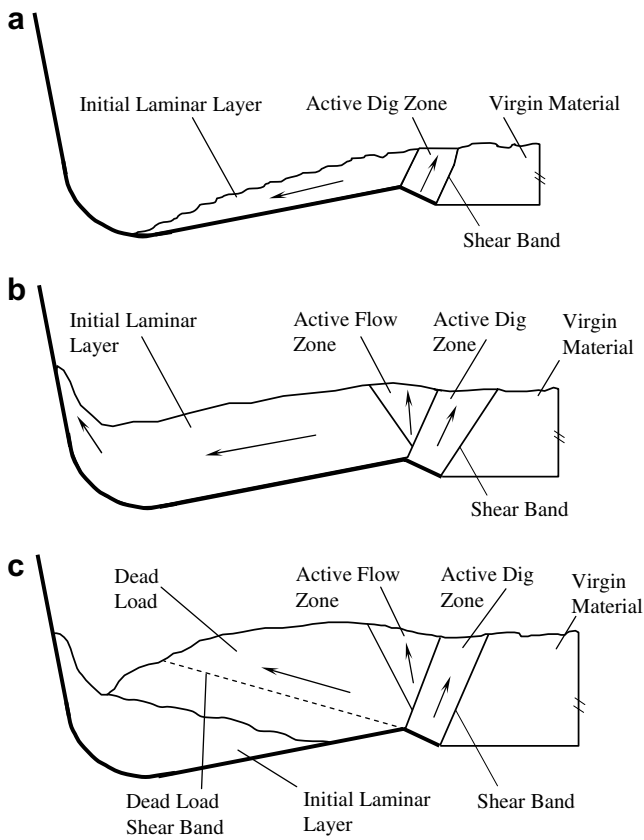 a
Initial Laminar Layer
Active Dig Zone
Virgin
Material
Shear Band
b
Initial Laminar
Layer
Active Flow
Zone
Active Dig
Zone
Virgin
Material
Shear Band
c
Dead
Load
Active Flow
Zone
Active Dig
Zone
Virgin
Material
Dead Load
Shear Band
Initial Laminar
Layer
Shear Band